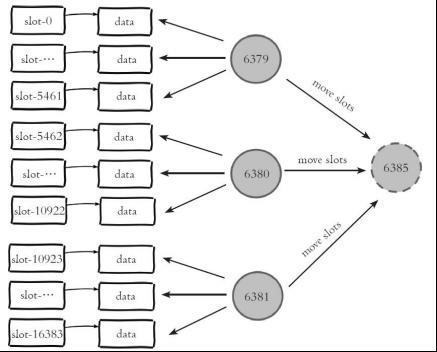 slot-0 data
slot-… data 6379
slot-5461 data
move slots
slot-5462 data
slot-… data 6380 move slots 6385
slot-10922 data
move slots
slot-10923 data
slot-… data 6381
slot-16383 data